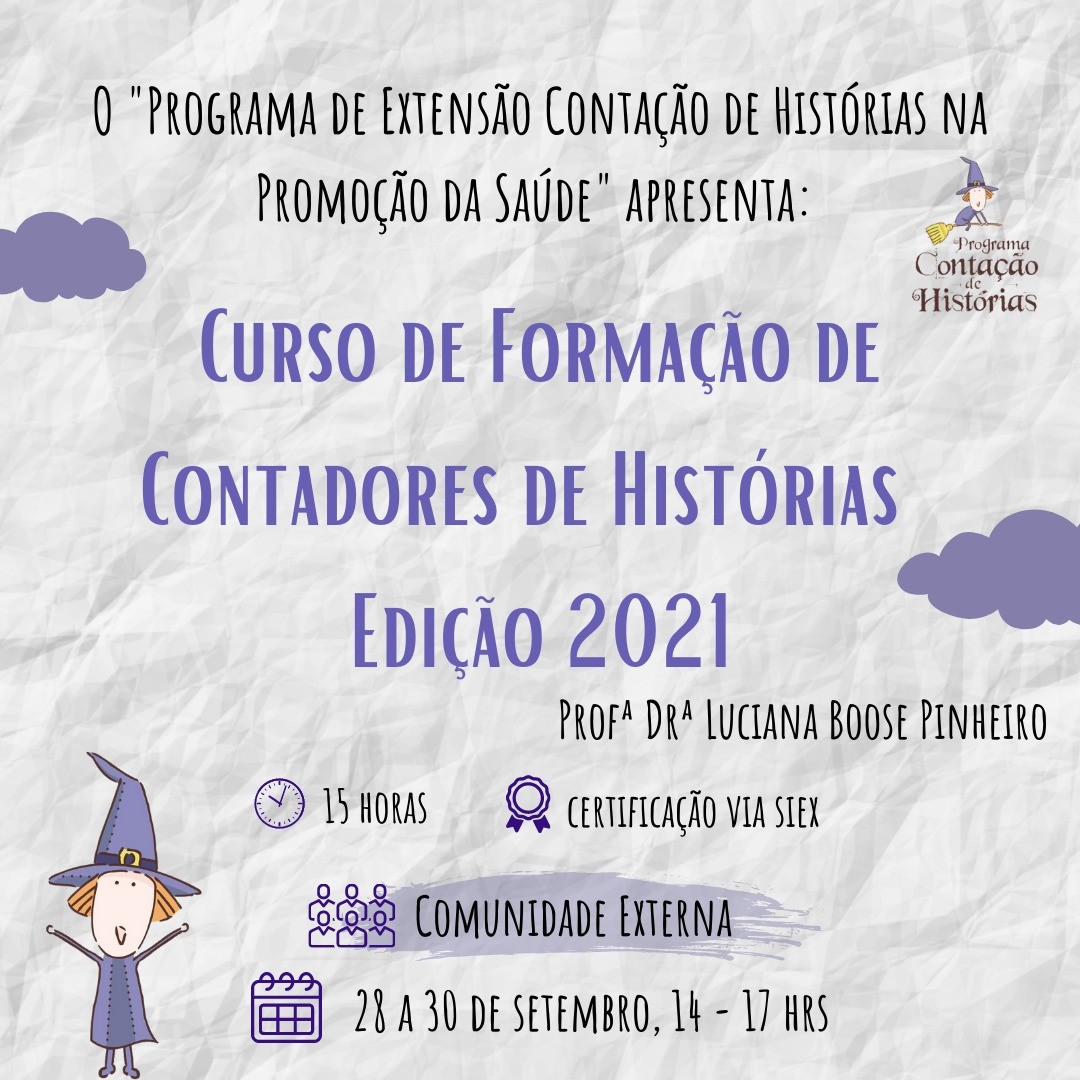 O "Programa de Extensão Contação de Histórias na
Promoção da Saúde" apresenta:
Programa
Contação
de
Histórias
Curso de Formação de
Contadores de Histórias
Edição 2021
Profª Drª Luciana Boose Pinheiro
15 horas
certificação via siex
Comunidade Externa
28 a 30 de setembro, 14 - 17 hrs